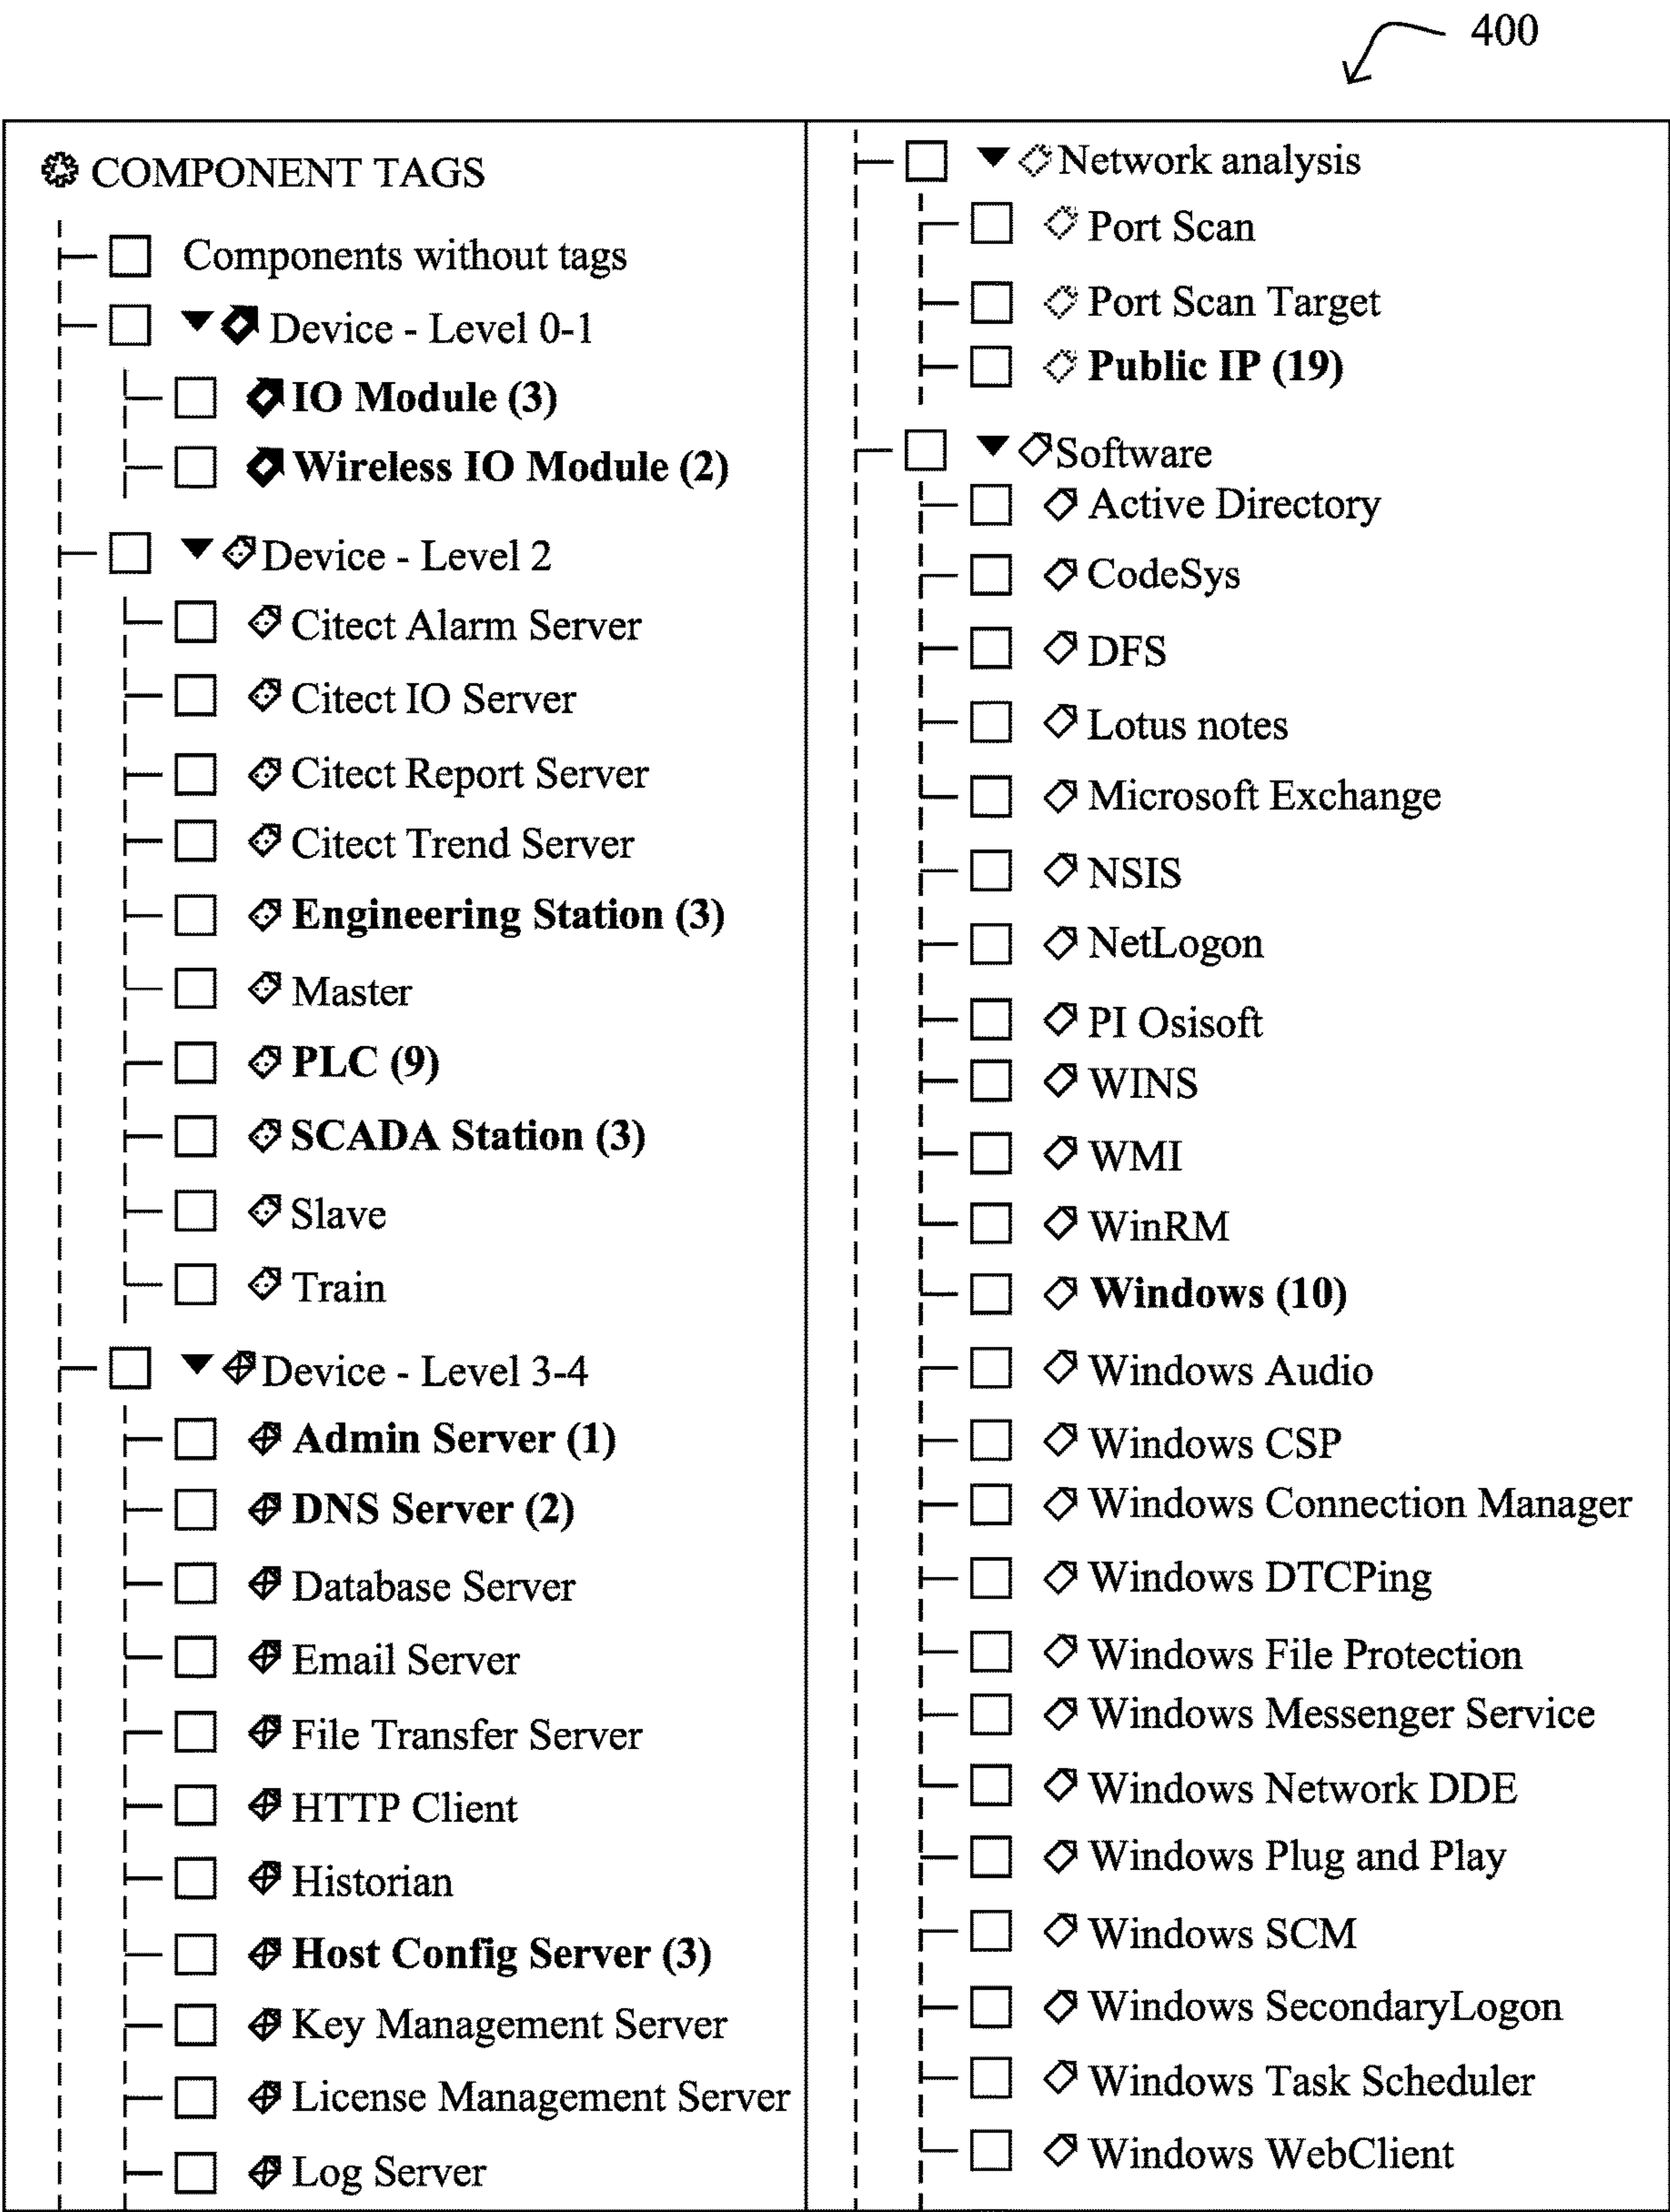 400
COMPONENT TAGS
Components without tags
Device - Level 0-1
IO Module (3)
Wireless IO Module (2)
Device - Level 2
Citect Alarm Server
Citect IO Server
Citect Report Server
Citect Trend Server
Engineering Station (3)
Master
PLC (9)
SCADA Station (3)
Slave
Train
Device - Level 3-4
Admin Server (1)
DNS Server (2)
Database Server
Email Server
File Transfer Server
HTTP Client
Historian
Host Config Server (3)
Key Management Server
License Management Server
Log Server
Network analysis
Port Scan
Port Scan Target
Public IP (19)
Software
Active Directory
CodeSys
DFS
Lotus notes
Microsoft Exchange
NSIS
NetLogon
PI Osisoft
WINS
WMI
WinRM
Windows (10)
Windows Audio
Windows CSP
Windows Connection Manager
Windows DTCPing
Windows File Protection
Windows Messenger Service
Windows Network DDE
Windows Plug and Play
Windows SCM
Windows SecondaryLogon
Windows Task Scheduler
Windows WebClient